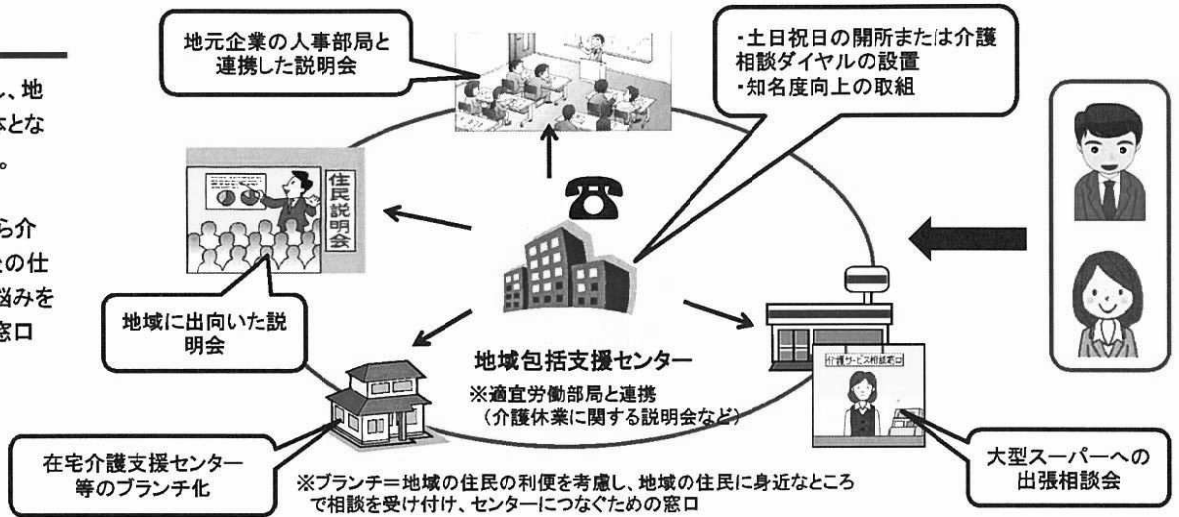 し、地
本とな
。
ら介
の仕
悩みを
窓口
地元企業の人事部局と
連携した説明会
・土日祝日の開所または介護
相談ダイヤルの設置
・知名度向上の取組
住民説明会
地域に出向いた説
明会
地域包括支援センター
※適宜労働部局と連携
（介護休業に関する説明会など）
介護サービス相談窓口
在宅介護支援センター
等のブランチ化
大型スーパーへの
出張相談会
※ブランチ＝地域の住民の利便を考慮し、地域の住民に身近なところ
で相談を受け付け、センターにつなぐための窓口